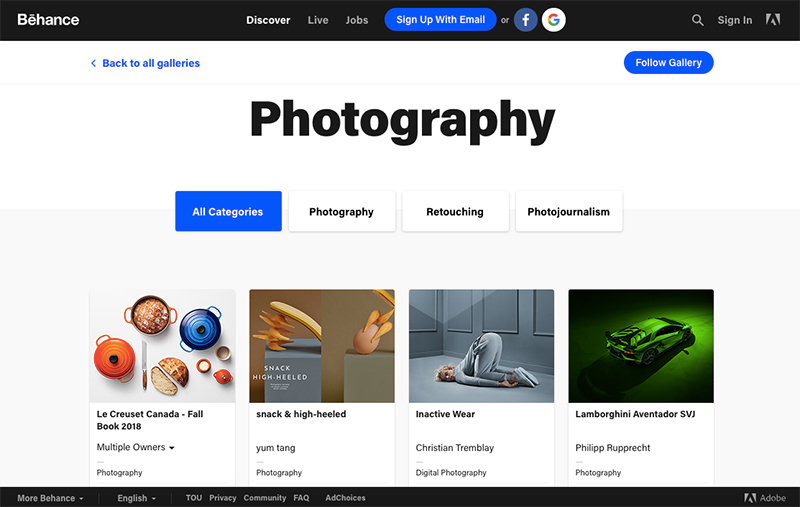 Bēhance
Discover Live Jobs Sign Up With Email or f G Sign In
Back to all galleries
Follow Gallery
Photography
All Categories Photography Retouching Photojournalism
SNACK
HIGH-HEELED
Le Creuset Canada - Fall
Book 2018
Multiple Owners
Photography
snack & high-heeled
yum tang
Photography
Inactive Wear
Christian Tremblay
Digital Photography
Lamborghini Aventador SVJ
Philipp Rupprecht
Photography
More Behance English TOU Privacy Community FAQ AdChoices Adobe